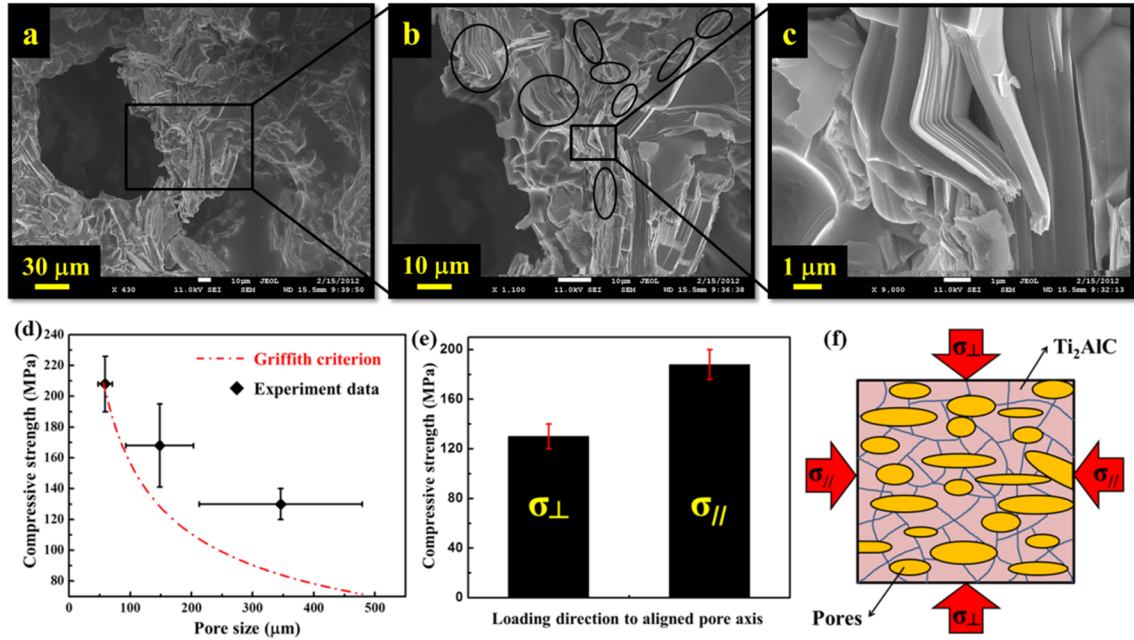 a
30 μm
10μm JEOL 2/15/2012
X 430 11.0kV SEI SEM WD 15.5mm 9:39:50
b
10 μm
10μm JEOL 2/15/2012
X 1,100 11.0kV SEI SEM WD 15.5mm 9:36:38
c
1 μm
1μm JEOL 2/15/2012
X 9,000 11.0kV SEI SEM WD 15.5mm 9:32:13
(d)
Compressive strength (MPa)
240
220
200
180
160
140
120
100
80
Griffith criterion
Experiment data
0 100 200 300 400 500
Pore size (μm)
(e)
Compressive strength (MPa)
200
160
120
80
40
0
σ⊥
σ//
Loading direction to aligned pore axis
(f)
σ⊥
Ti₂AlC
σ//
σ//
Pores
σ⊥